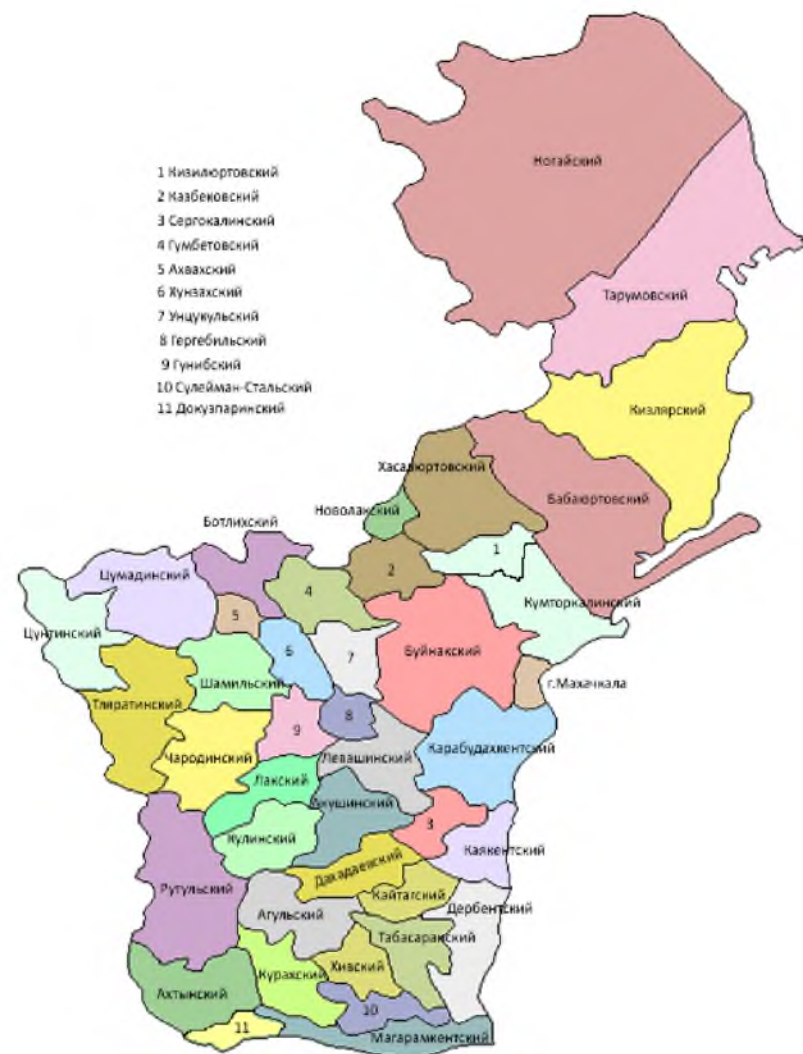 1 Кизилюртовский
2 Казбековский
3 Сергокалинский
4 Гумбетовский
5 Ахвахский
6 Хунзахский
7 Унцукульский
8 Гергебильский
9 Гунибский
10 Сулейман-Стальский
11 Докузпаринский
Ногайский
Тарумовский
Кизлярский
Хасавюртовский
Бабаюртовский
Новолакский
Ботлихский
1
Цумадинский
2
4
Кумторкалинский
5
Цунтинский
6
7
Буйнакский
Шамильский
г.Махачкала
Тляратинский
8
9
Карабудахкентский
Чародинский
Левашинский
Лакский
Акушинский
3
Кулинский
Каякентский
Дахадаевский
Рутульский
Кайтагский
Дербентский
Агульский
Табасаранский
Хивский
Курахский
Ахтынский
10
11
Магарамкентский